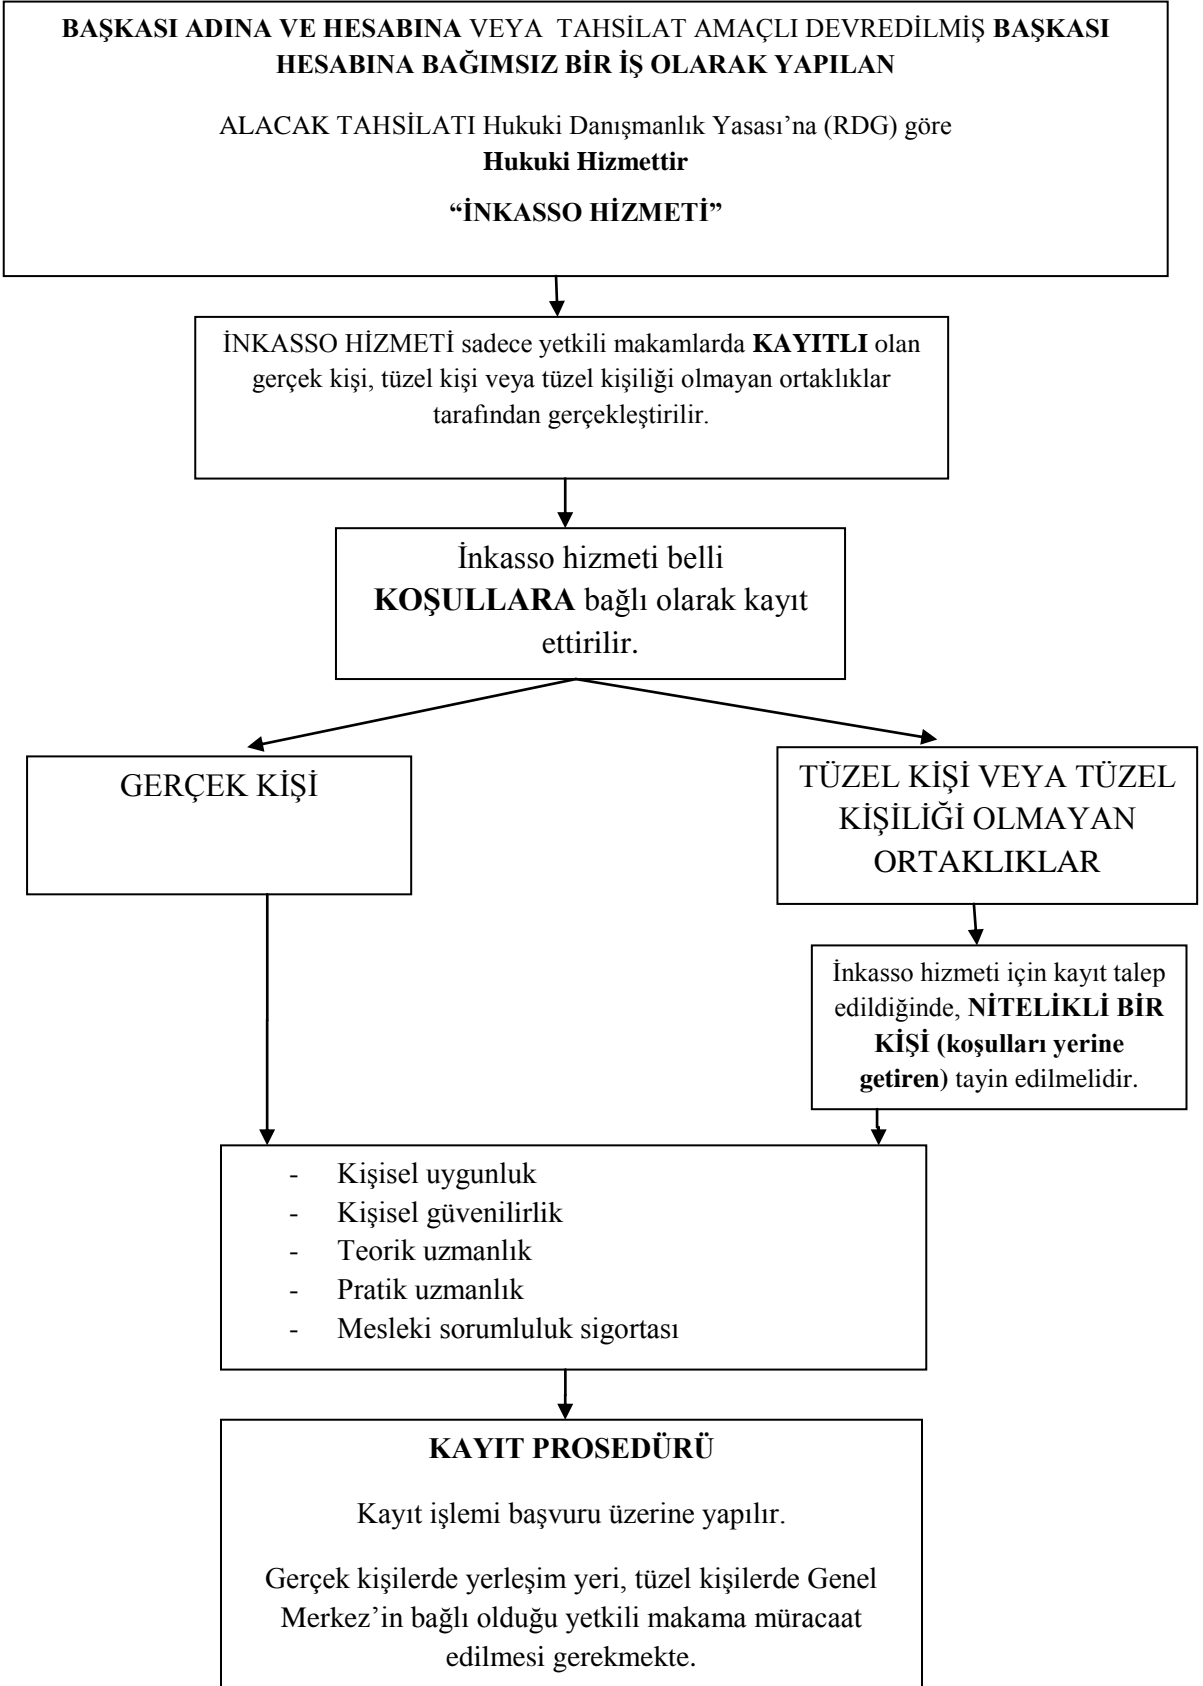 BAŞKASI ADINA VE HESABINA VEYA TAHSİLAT AMAÇLI DEVREDİLMİŞ BAŞKASI
HESABINA BAĞIMSIZ BİR İŞ OLARAK YAPILAN
ALACAK TAHSİLATI Hukuki Danışmanlık Yasası’na (RDG) göre
Hukuki Hizmettir
“İNKASSO HİZMETİ”
İNKASSO HİZMETİ sadece yetkili makamlarda KAYITLI olan
gerçek kişi, tüzel kişi veya tüzel kişiliği olmayan ortaklıklar
tarafından gerçekleştirilir.
İnkasso hizmeti belli
KOŞULLARA bağlı olarak kayıt
ettirilir.
GERÇEK KİŞİ
TÜZEL KİŞİ VEYA TÜZEL
KİŞİLİĞİ OLMAYAN
ORTAKLIKLAR
İnkasso hizmeti için kayıt talep
edildiğinde, NİTELİKLİ BİR
KİŞİ (koşulları yerine
getiren) tayin edilmelidir.
- Kişisel uygunluk
- Kişisel güvenilirlik
- Teorik uzmanlık
- Pratik uzmanlık
- Mesleki sorumluluk sigortası
KAYIT PROSEDÜRÜ
Kayıt işlemi başvuru üzerine yapılır.
Gerçek kişilerde yerleşim yeri, tüzel kişilerde Genel
Merkez’in bağlı olduğu yetkili makama müracaat
edilmesi gerekmekte.